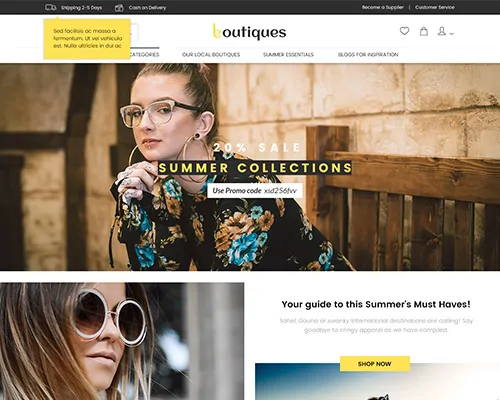 Shipping 2-5 Days
Cash on Delivery
Become a Supplier
Customer Service
Sed facilisis ac massa a
fermentum. Ut vel vehicula
est. Nulla ultricies in dui ac
boutiques
CATEGORIES
OUR LOCAL BOUTIQUES
SUMMER ESSENTIALS
BLOGS FOR INSPIRATION
20% SALE
SUMMER COLLECTIONS
Use Promo code xsd256fvv
Your guide to this Summer's Must Haves!
Sahel, Gouna or swanky international destinations are calling! Say
goodbye to cringy apparel as we have compiled.
SHOP NOW